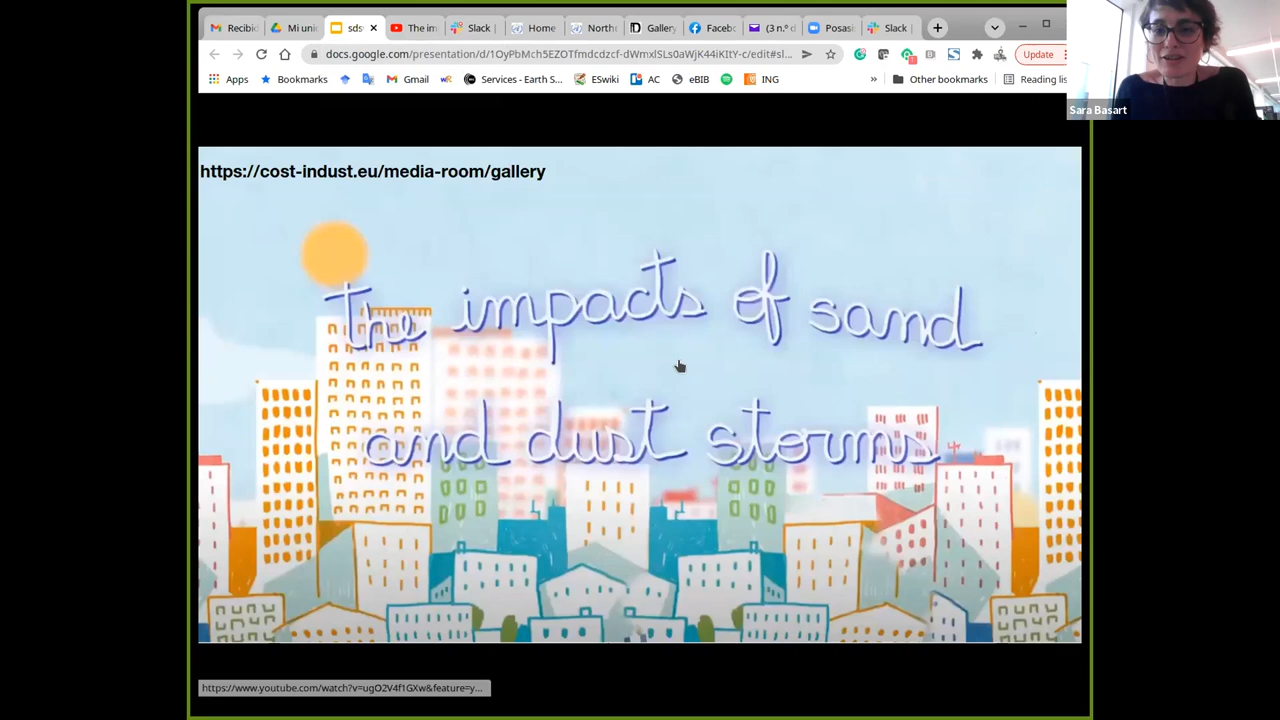 Recibi
Mi uni
sds
The im
Slack
Home
North
Gallery
Faceb
(3 n.º d
Posas
Slack
docs.google.com/presentation/d/1OyPbMch5EZOTfmdcdzcf-dWmxlSLs0aWjK44iKItY-c/edit#sl...
Update
Apps
Bookmarks
Gmail
wR
Services - Earth S...
ESwiki
AC
eBIB
ING
»
Other bookmarks
Reading lis
Sara Basart
https://cost-indust.eu/media-room/gallery
the impacts of sand
and dust storms
https://www.youtube.com/watch?v=ugO2V4f1GXw&feature=y...